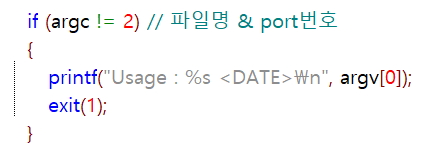 if (argc != 2) // 파일명 & port번호
{
printf("Usage : %s <DATE>₩n", argv[0]);
exit(1);
}